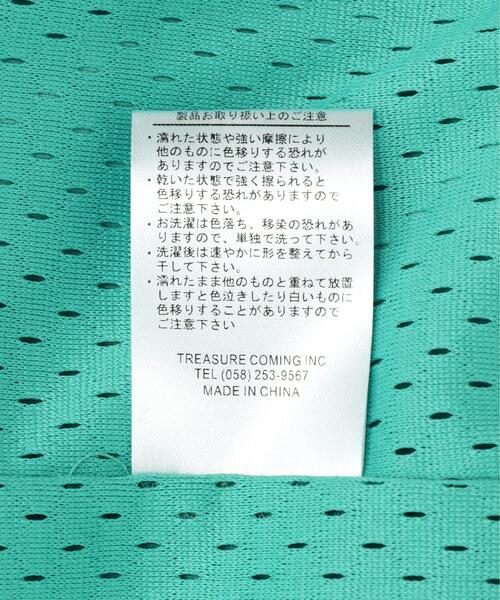 製品お取り扱い上のご注意
・濡れた状態や強い摩擦により
他のものに色移りする恐れが
ありますのでご注意下さい。
・乾いた状態で強く擦られると
色移りする恐れがありますので
ご注意下さい。
・お洗濯は色落ち、移染の恐れがあ
りますので、単独で洗って下さい。
・洗濯後は速やかに形を整えてから
干して下さい。
・濡れたまま他のものと重ねて放置
しますと色泣きしたり白いものに
色移りすることがありますので
ご注意下さい
TREASURE COMING INC
TEL (058) 253-9567
MADE IN CHINA